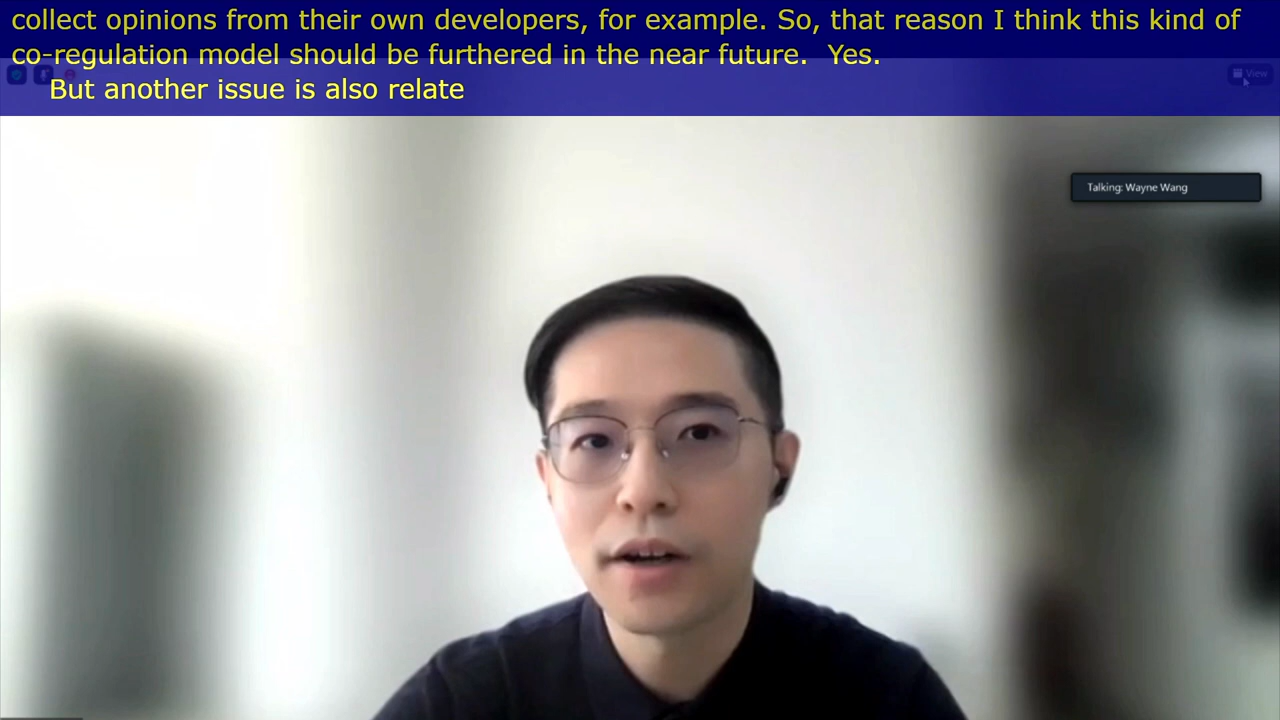 collect opinions from their own developers, for example. So, that reason I think this kind of
co-regulation model should be furthered in the near future.  Yes.
But another issue is also relate
View
Talking: Wayne Wang